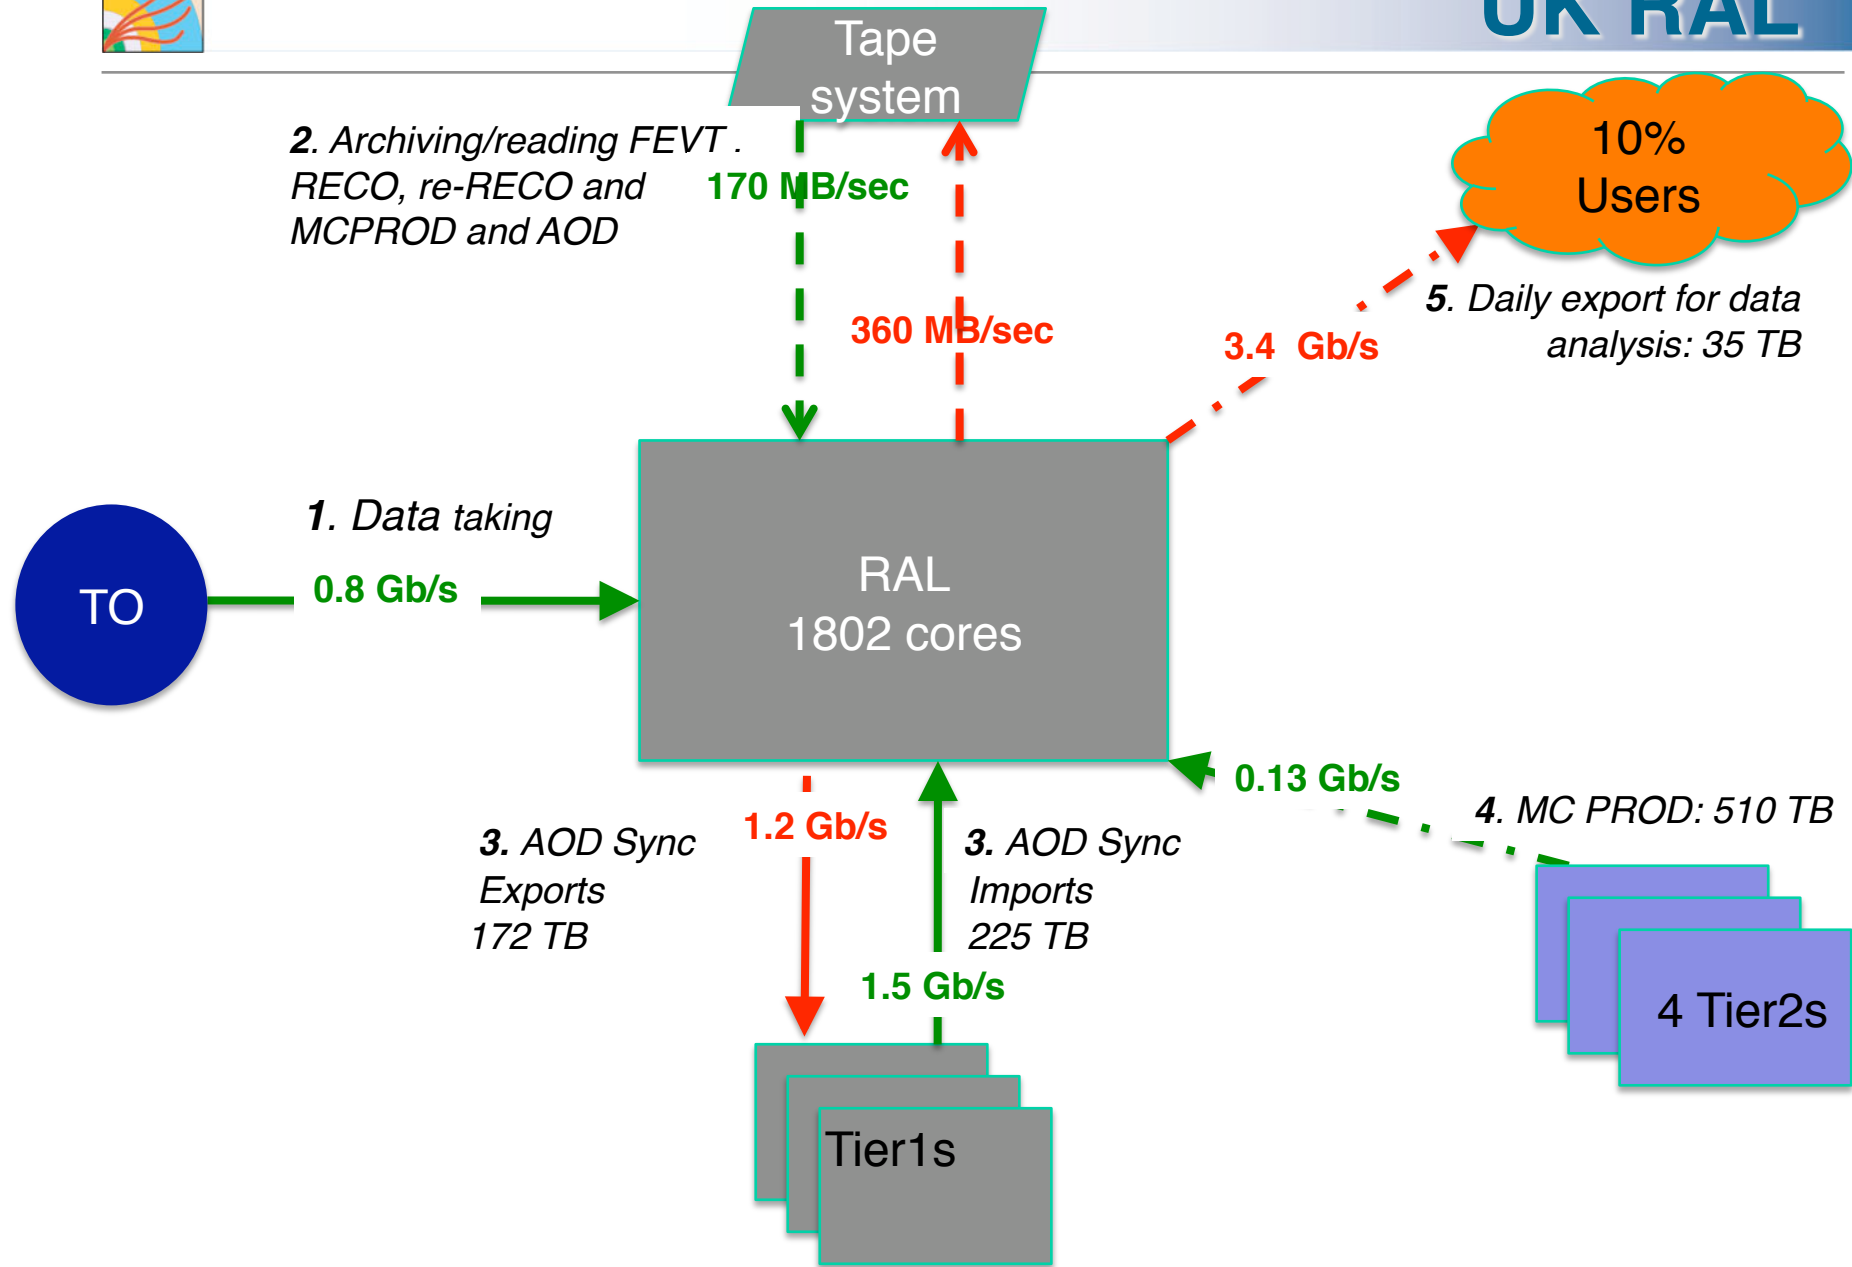 UK RAL
Tape
system
2. Archiving/reading FEVT .
RECO, re-RECO and
MCPROD and AOD
170 MB/sec
360 MB/sec
10%
Users
3.4 Gb/s
5. Daily export for data
analysis: 35 TB
1. Data taking
0.8 Gb/s
TO
RAL
1802 cores
0.13 Gb/s
4. MC PROD: 510 TB
1.2 Gb/s
3. AOD Sync
Exports
172 TB
3. AOD Sync
Imports
225 TB
1.5 Gb/s
4 Tier2s
Tier1s